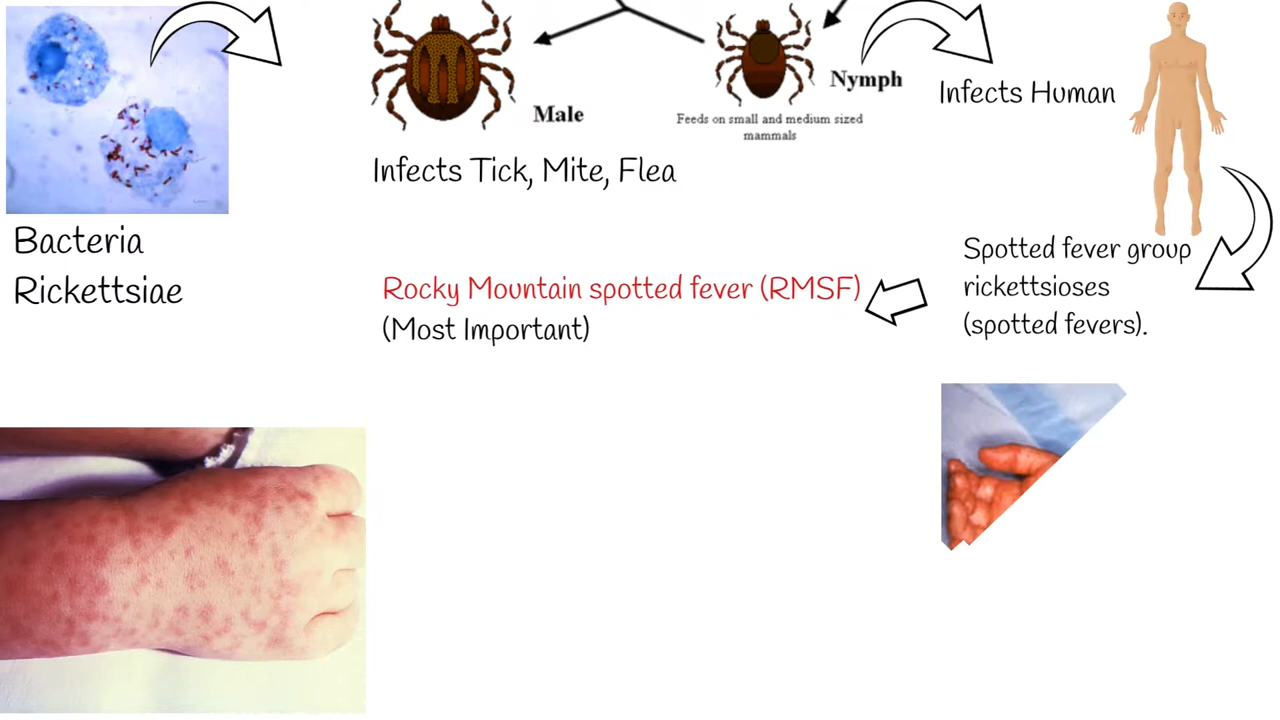 Male
Nymph
Feeds on small and medium sized
mammals
Infects Human
Infects Tick, Mite, Flea
Bacteria
Rickettsiae
Rocky Mountain spotted fever (RMSF)
(Most Important)
Spotted fever group
rickettsioses
(spotted fevers).